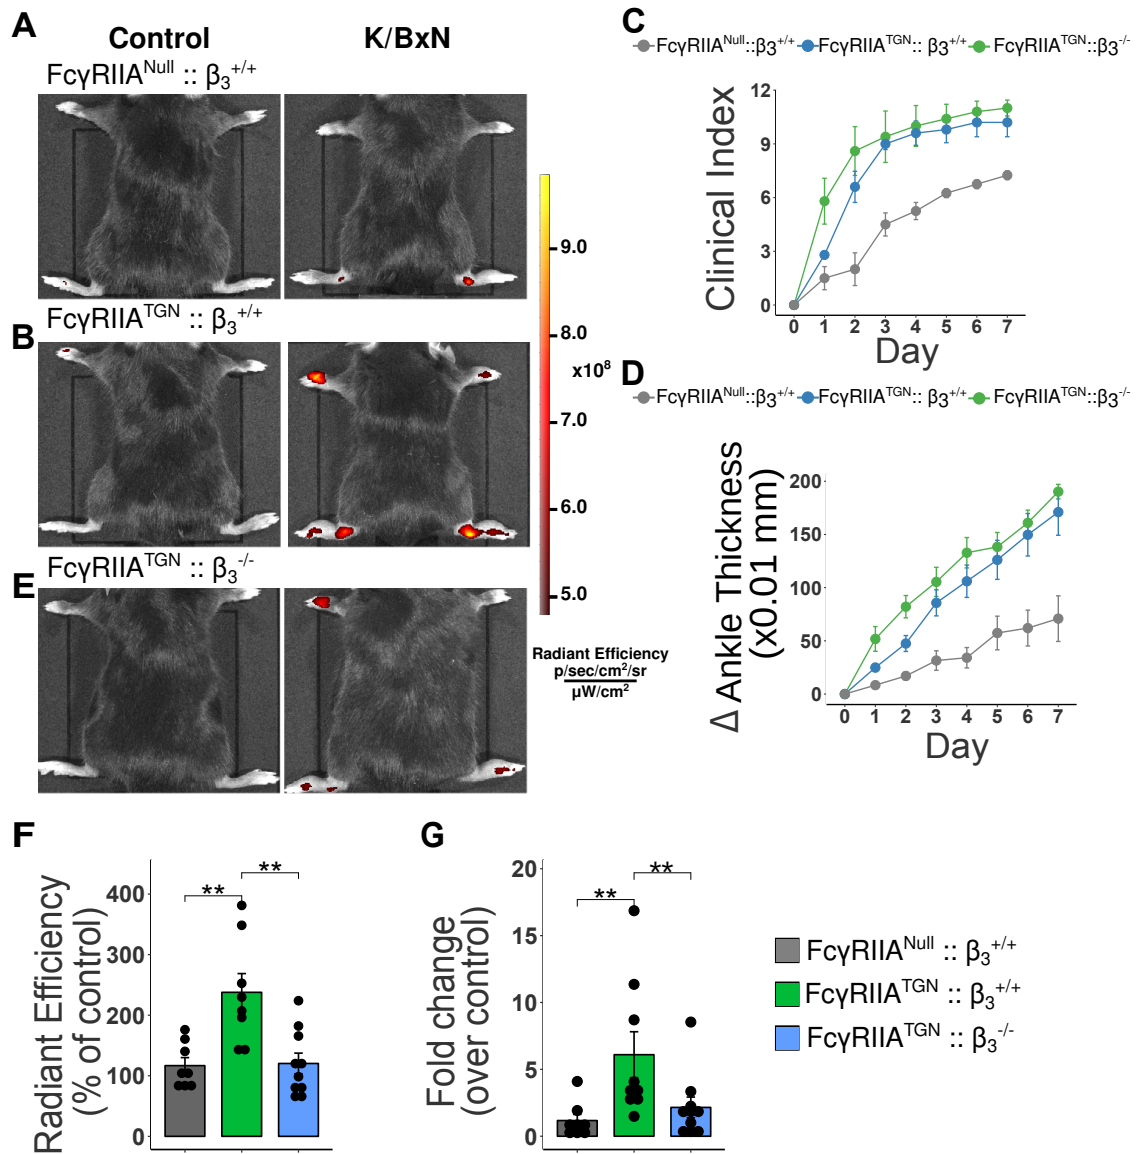 A
Control
K/BxN
FcγRIIA^Null :: β₃^+/+
9.0
8.0
x10⁸
7.0
6.0
5.0
Radiant Efficiency
p/sec/cm²/sr
µW/cm²
B
FcγRIIA^TGN :: β₃^+/+
E
FcγRIIA^TGN :: β₃^-/-
C
FcγRIIA^Null::β₃^+/+ FcγRIIA^TGN:: β₃^+/+ FcγRIIA^TGN::β₃^-/-
Clinical Index
12
9
6
3
0
0 1 2 3 4 5 6 7
Day
D
FcγRIIA^Null::β₃^+/+ FcγRIIA^TGN:: β₃^+/+ FcγRIIA^TGN::β₃^-/-
Δ Ankle Thickness
(x0.01 mm)
200
150
100
50
0
0 1 2 3 4 5 6 7
Day
F
Radiant Efficiency
(% of control)
400
300
200
100
0
** **
G
Fold change
(over control)
20
15
10
5
0
** **
FcγRIIA^Null :: β₃^+/+
FcγRIIA^TGN :: β₃^+/+
FcγRIIA^TGN :: β₃^-/-